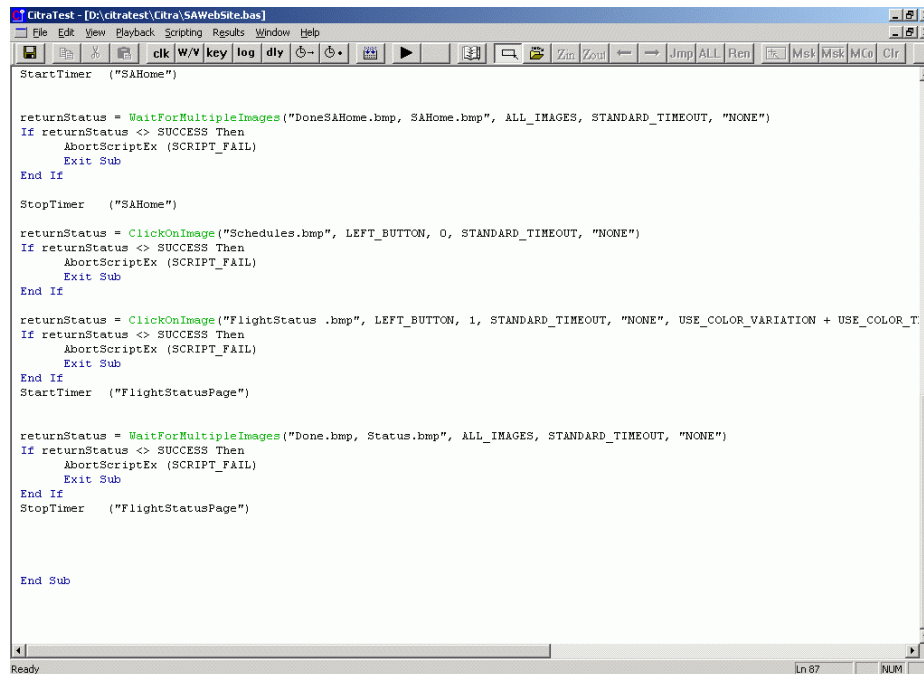 CitraTest - [D:\citratest\Citra\SAWebSite.bas]
File Edit View Playback Scripting Results Window Help
clk W/V key log dly Zin Zout Jmp ALL Ren Msk Msk MCo Clr
StartTimer ("SAHome")
returnStatus = WaitForMultipleImages("DoneSAHome.bmp, SAHome.bmp", ALL_IMAGES, STANDARD_TIMEOUT, "NONE")
If returnStatus <> SUCCESS Then
AbortScriptEx (SCRIPT_FAIL)
Exit Sub
End If
StopTimer ("SAHome")
returnStatus = ClickOnImage("Schedules.bmp", LEFT_BUTTON, 0, STANDARD_TIMEOUT, "NONE")
If returnStatus <> SUCCESS Then
AbortScriptEx (SCRIPT_FAIL)
Exit Sub
End If
returnStatus = ClickOnImage("FlightStatus .bmp", LEFT_BUTTON, 1, STANDARD_TIMEOUT, "NONE", USE_COLOR_VARIATION + USE_COLOR_T
If returnStatus <> SUCCESS Then
AbortScriptEx (SCRIPT_FAIL)
Exit Sub
End If
StartTimer ("FlightStatusPage")
returnStatus = WaitForMultipleImages("Done.bmp, Status.bmp", ALL_IMAGES, STANDARD_TIMEOUT, "NONE")
If returnStatus <> SUCCESS Then
AbortScriptEx (SCRIPT_FAIL)
Exit Sub
End If
StopTimer ("FlightStatusPage")
End Sub
Ready Ln 87 NUM